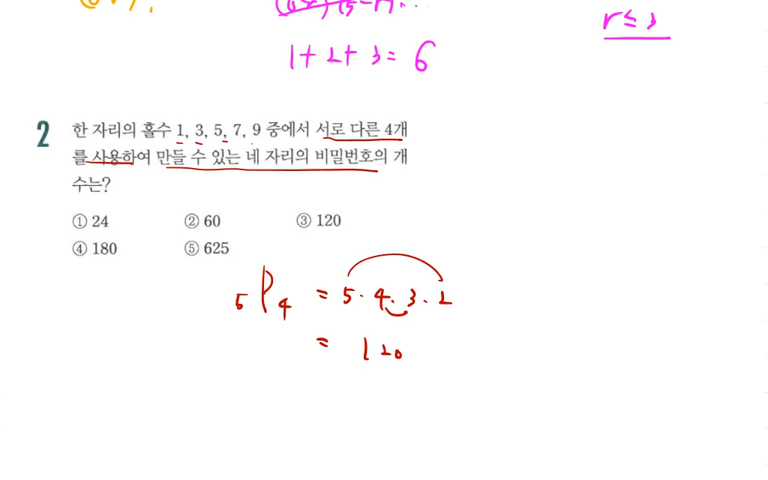 r ≤ 3
1 + 2 + 3 = 6
2 한 자리의 홀수 1, 3, 5, 7, 9 중에서 서로 다른 4개
를 사용하여 만들 수 있는 네 자리의 비밀번호의 개
수는?
① 24 ② 60 ③ 120
④ 180 ⑤ 625
₅P₄ = 5 · 4 · 3 · 2
= 120